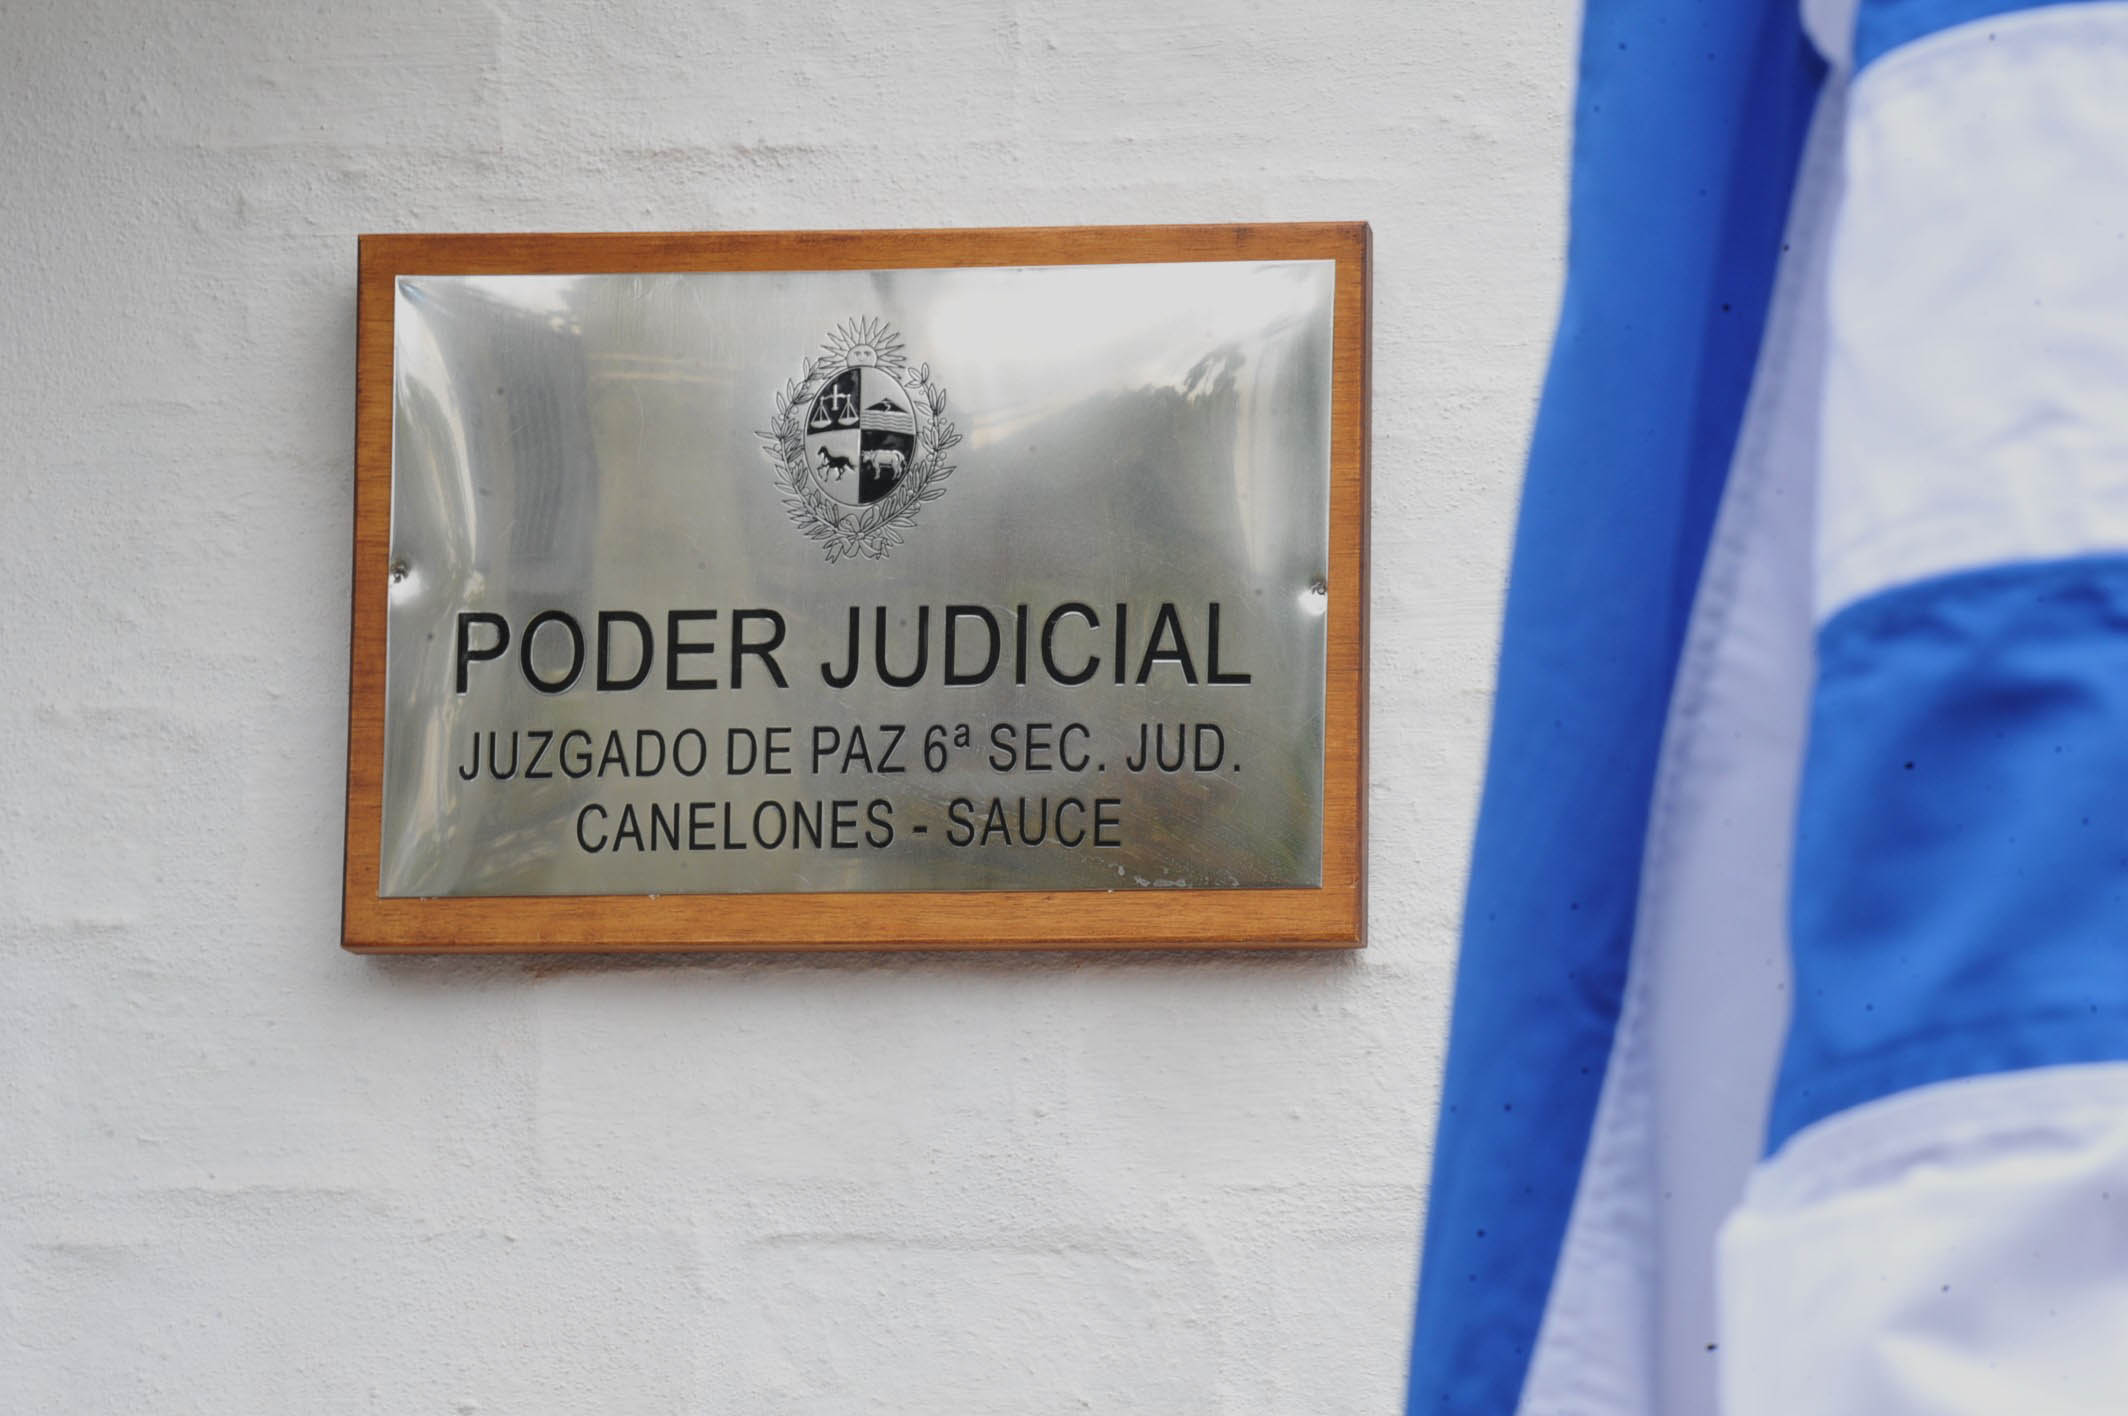 PODER JUDICIAL
JUZGADO DE PAZ 6ª SEC. JUD.
CANELONES - SAUCE